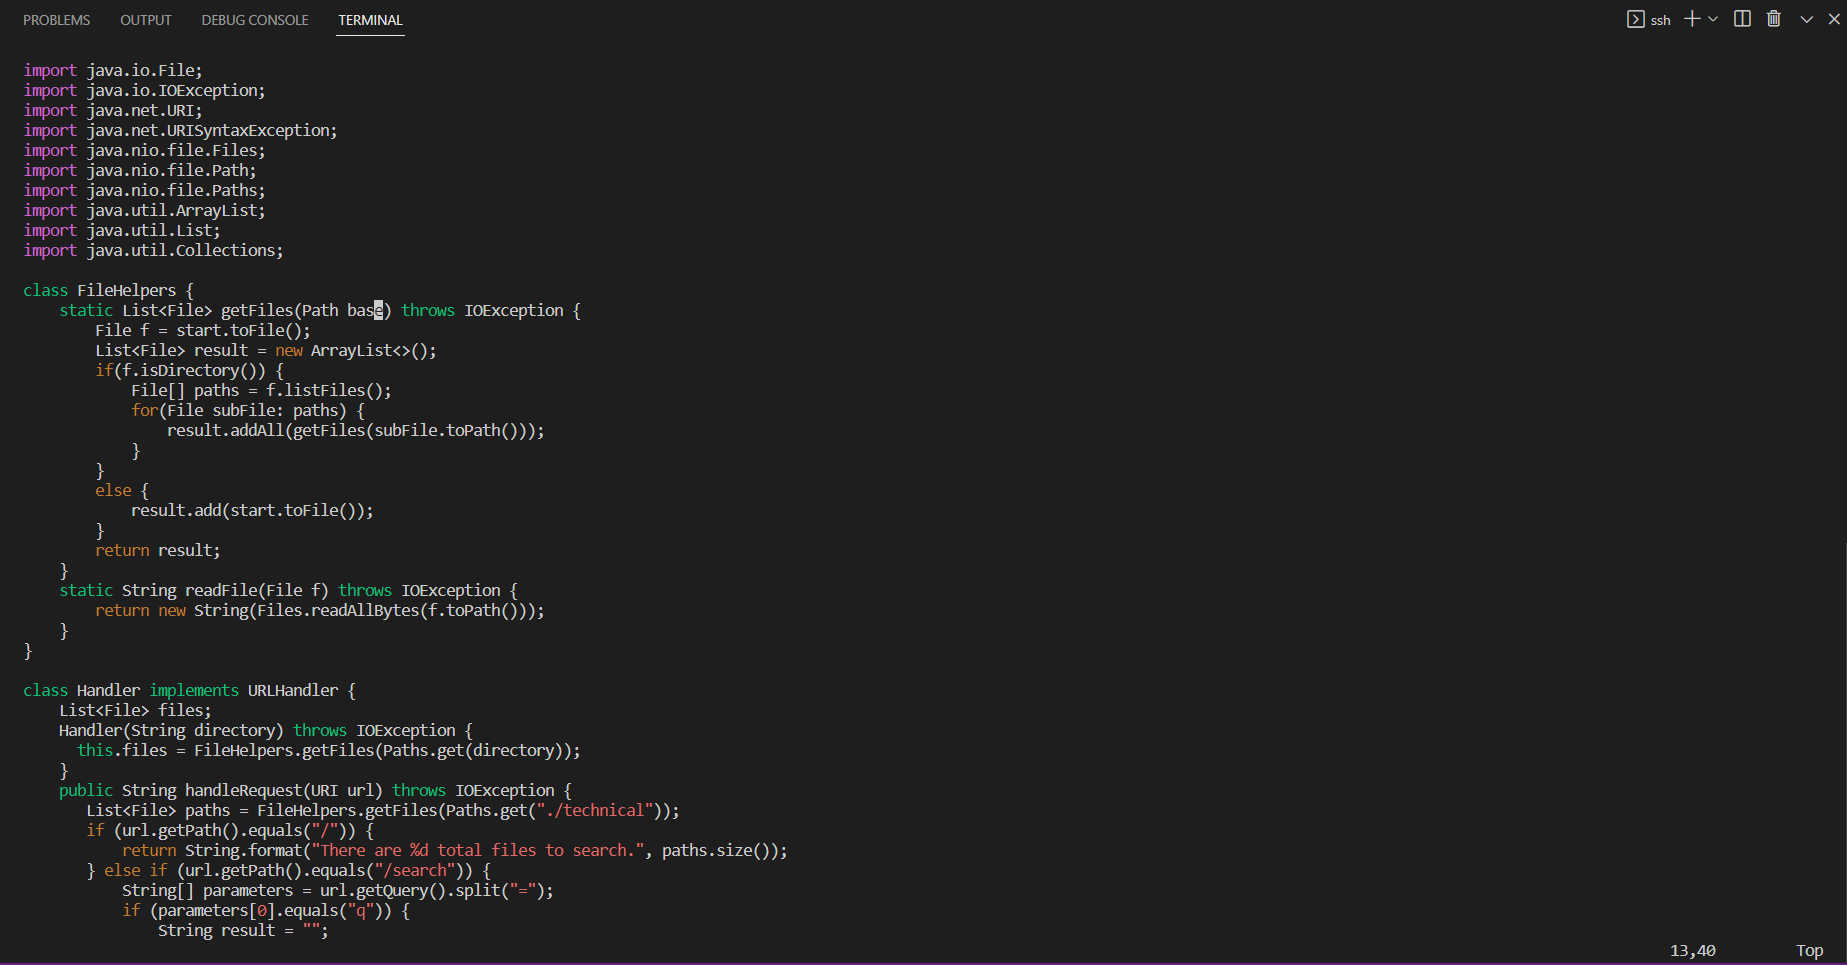 PROBLEMS OUTPUT DEBUG CONSOLE TERMINAL ssh
import java.io.File;
import java.io.IOException;
import java.net.URI;
import java.net.URISyntaxException;
import java.nio.file.Files;
import java.nio.file.Path;
import java.nio.file.Paths;
import java.util.ArrayList;
import java.util.List;
import java.util.Collections;
class FileHelpers {
    static List<File> getFiles(Path base) throws IOException {
        File f = start.toFile();
        List<File> result = new ArrayList<>();
        if(f.isDirectory()) {
            File[] paths = f.listFiles();
            for(File subFile: paths) {
                result.addAll(getFiles(subFile.toPath()));
            }
        }
        else {
            result.add(start.toFile());
        }
        return result;
    }
    static String readFile(File f) throws IOException {
        return new String(Files.readAllBytes(f.toPath()));
    }
}
class Handler implements URLHandler {
    List<File> files;
    Handler(String directory) throws IOException {
      this.files = FileHelpers.getFiles(Paths.get(directory));
    }
    public String handleRequest(URI url) throws IOException {
       List<File> paths = FileHelpers.getFiles(Paths.get("./technical"));
       if (url.getPath().equals("/")) {
           return String.format("There are %d total files to search.", paths.size());
       } else if (url.getPath().equals("/search")) {
           String[] parameters = url.getQuery().split("=");
           if (parameters[0].equals("q")) {
               String result = "";
13,40 Top